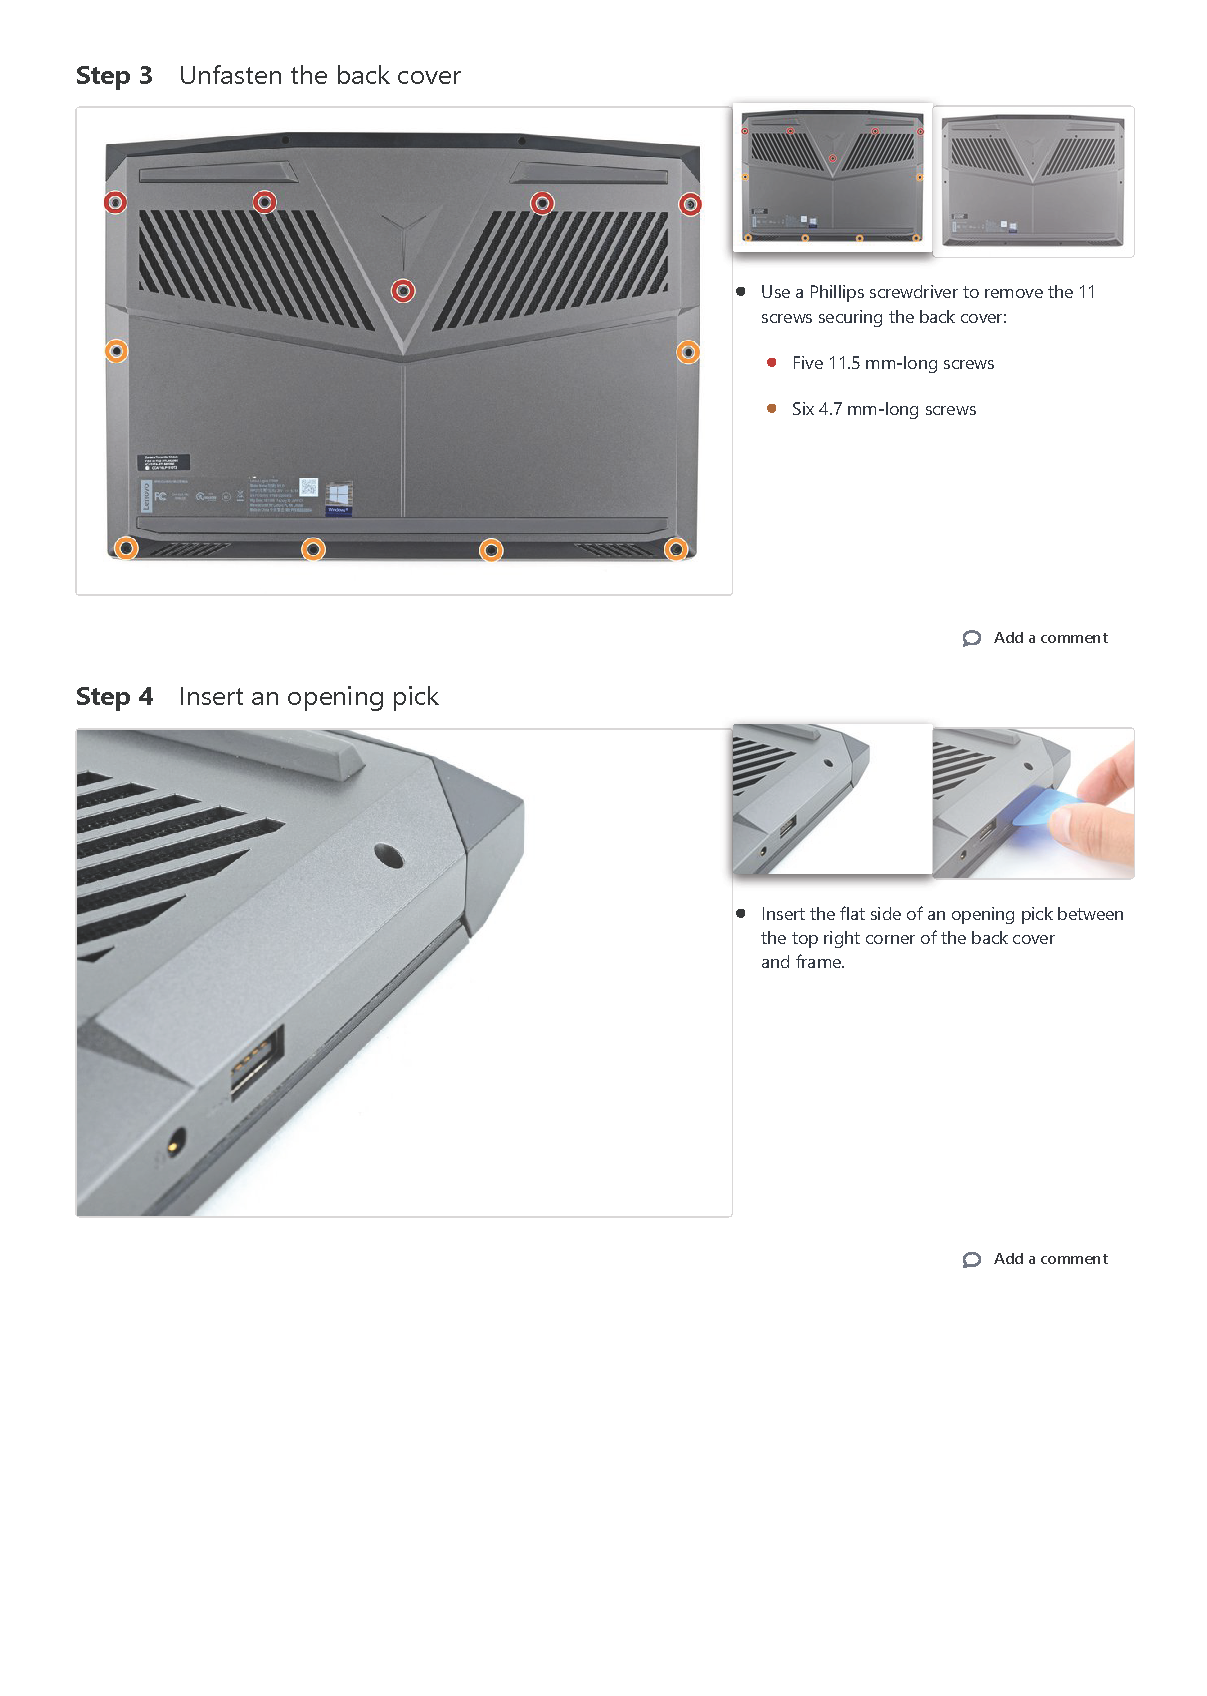 Step 3 Unfasten the back cover
Use a Phillips screwdriver to remove the 11
screws securing the back cover:
Five 11.5 mm-long screws
Six 4.7 mm-long screws
Lenovo
FC
Windows
Add a comment
Step 4 Insert an opening pick
Insert the flat side of an opening pick between
the top right corner of the back cover
and frame.
Add a comment